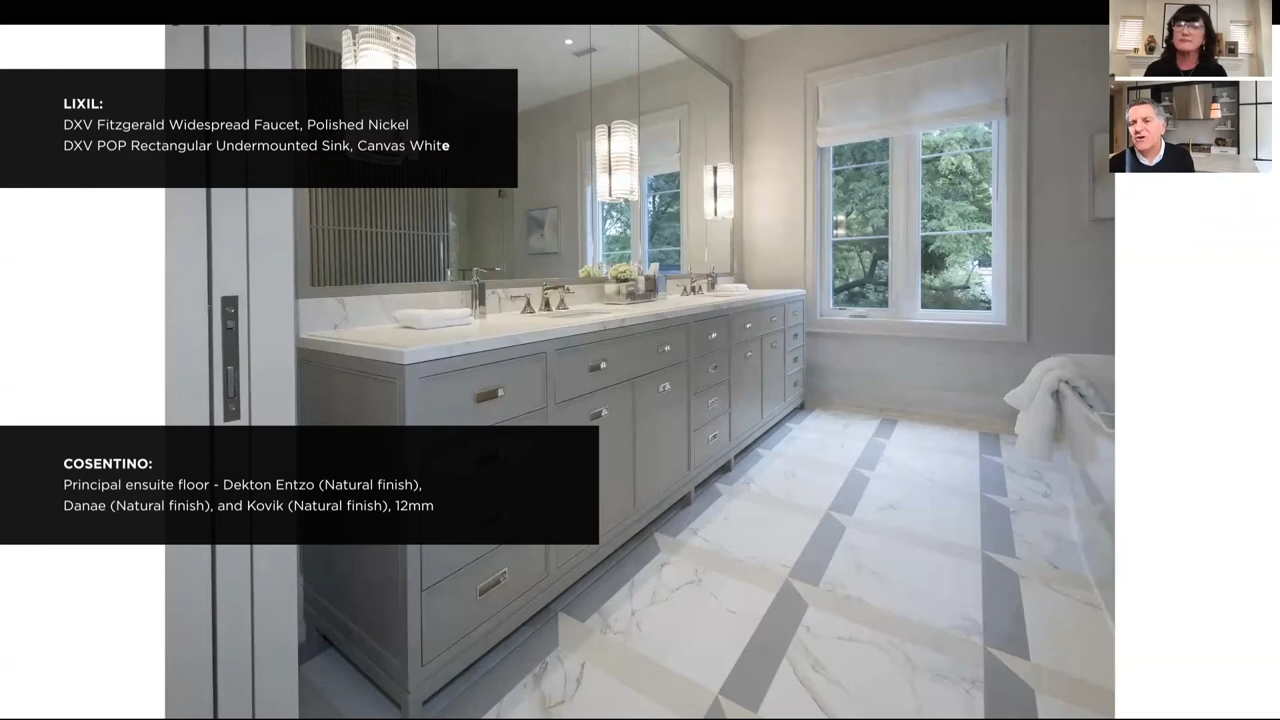 LIXIL:
DXV Fitzgerald Widespread Faucet, Polished Nickel
DXV POP Rectangular Undermounted Sink, Canvas White
COSENTINO:
Principal ensuite floor - Dekton Entzo (Natural finish),
Danae (Natural finish), and Kovik (Natural finish), 12mm